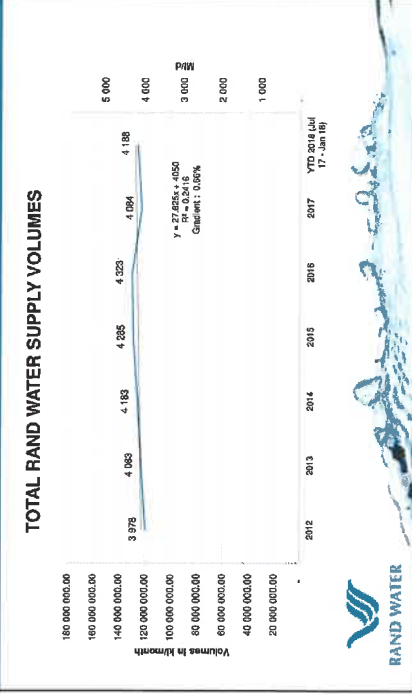 TOTAL RAND WATER SUPPLY VOLUMES
Volumes in kl/month
180 000 000.00
160 000 000.00
140 000 000.00
120 000 000.00
100 000 000.00
80 000 000.00
60 000 000.00
40 000 000.00
20 000 000.00
-
3 978
4 083
4 183
4 285
4 323
4 084
4 188
y = 27.825x + 4050
R² = 0.2416
Gradient : 0.66%
5 000
4 000
3 000
2 000
1 000
Ml/d
2012
2013
2014
2015
2016
2017
YTD 2018 (Jul
17 - Jan 18)
RAND WATER